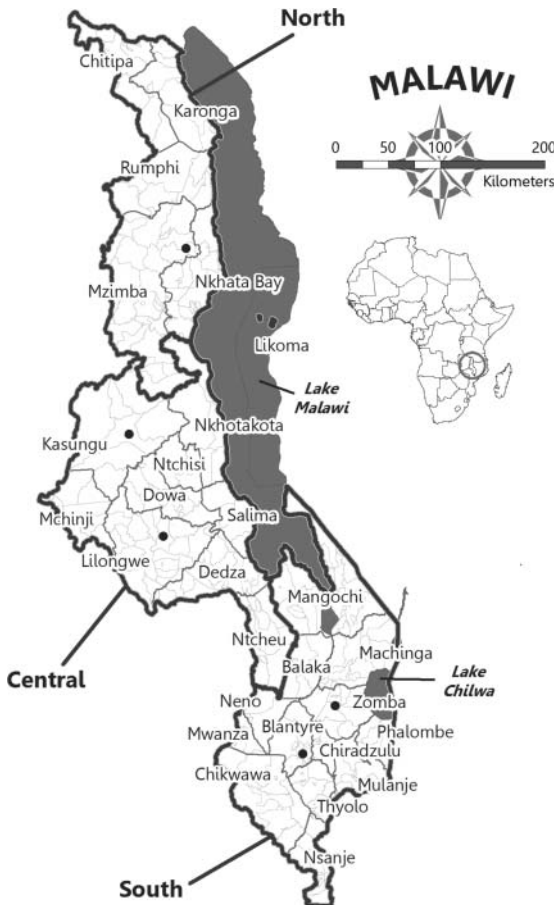 North
MALAWI
Chitipa
Karonga
0 50 100 200
Kilometers
Rumphi
Mzimba
Nkhata Bay
Likoma
Lake
Malawi
Nkhotakota
Kasungu
Ntchisi
Dowa
Mchinji
Salima
Lilongwe
Dedza
Mangochi
Ntcheu
Machinga
Balaka
Central
Lake
Chilwa
Neno
Zomba
Blantyre
Mwanza
Phalombe
Chiradzulu
Chikwawa
Mulanje
Thyolo
Nsanje
South